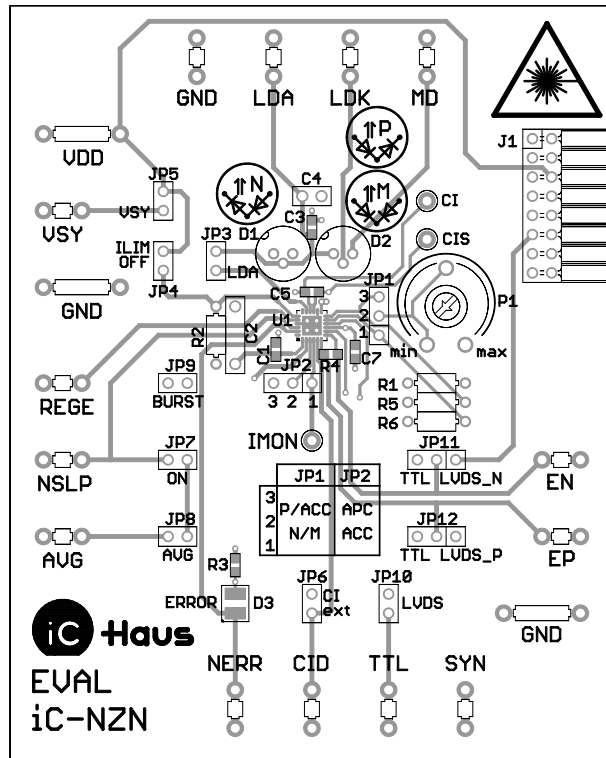 GND LDA LDK MD
J1
⇈P
VDD
JP5
⇈N
⇈M
C4
VSY
VSY
C3
CI
D1
D2
CIS
ILIM
OFF
JP3
LDA
JP4
GND
C5
JP1
P1
3
2
1
U1
R2
C2
C1
R4
C7
min max
JP9
BURST
JP2
3 2 1
R1
R5
R6
REGE
IMON
JP7
ON
JP11
TTL LVDS_N
NSLP
EN
JP1 JP2
3 P/ACC APC
2 N/M ACC
1
JP8
AVG
JP12
TTL LVDS_P
AVG
EP
R3
JP6
CI
ext
JP10
LVDS
ERROR D3
GND
iC Haus
NERR CID TTL SYN
EVAL
iC-NZN